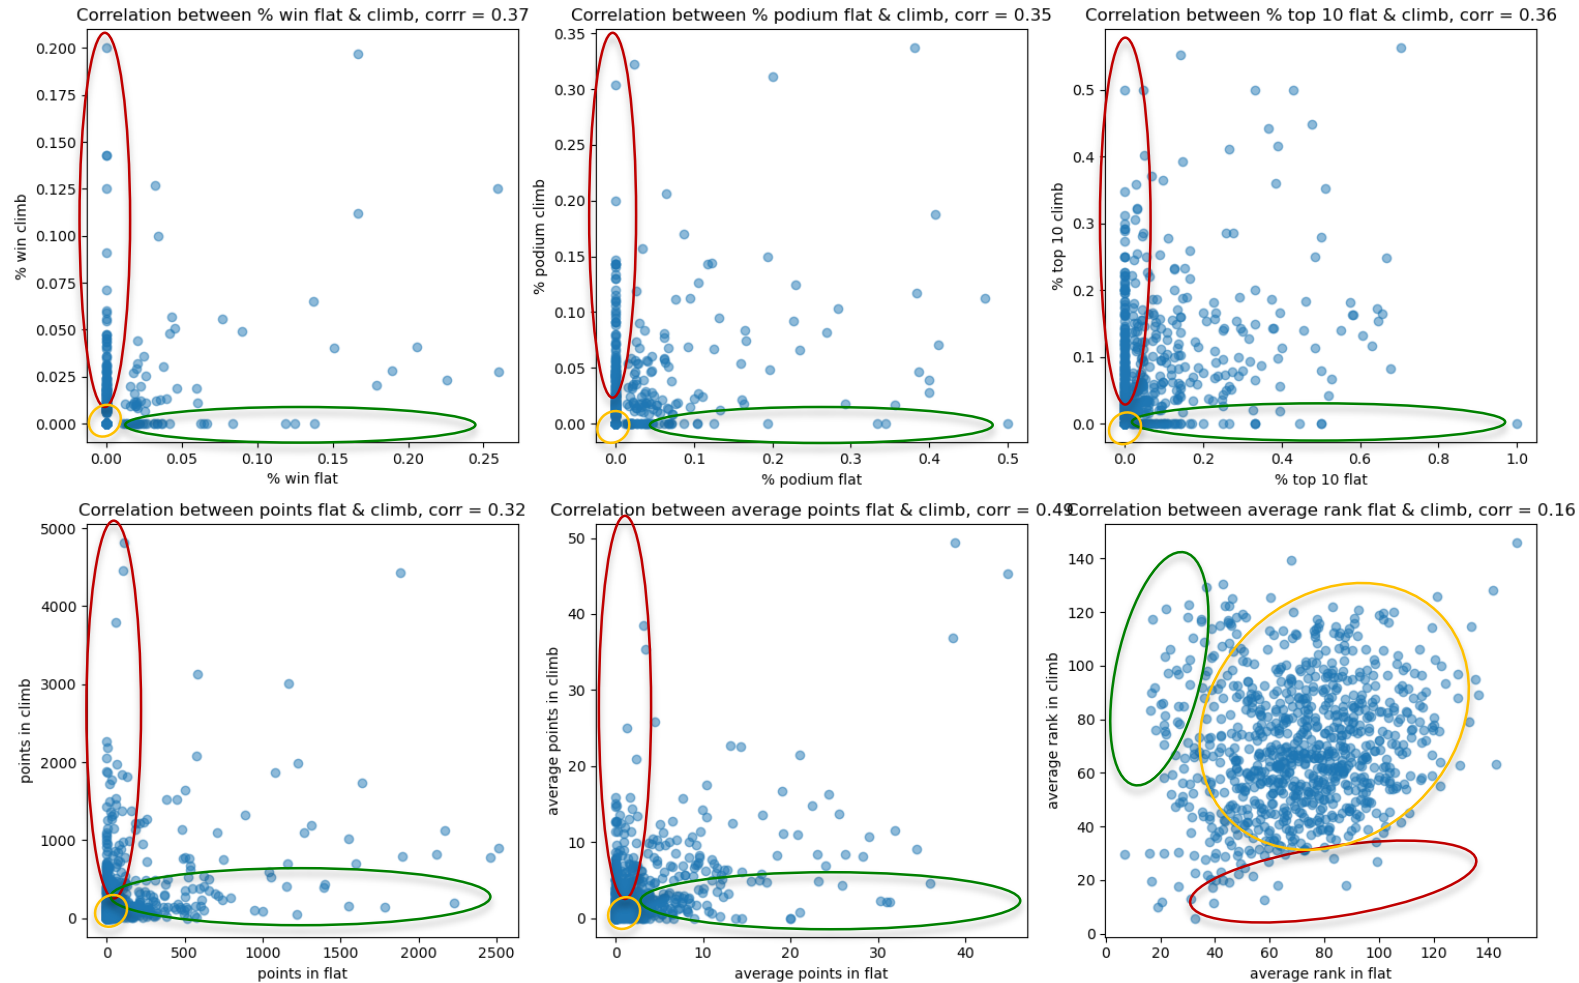 Correlation between % win flat & climb, corrr = 0.37
0.200
0.175
0.150
0.125
0.100
0.075
0.050
0.025
0.000
% win climb
0.00 0.05 0.10 0.15 0.20 0.25
% win flat
Correlation between % podium flat & climb, corr = 0.35
0.35
0.30
0.25
0.20
0.15
0.10
0.05
0.00
% podium climb
0.0 0.1 0.2 0.3 0.4 0.5
% podium flat
Correlation between % top 10 flat & climb, corr = 0.36
0.5
0.4
0.3
0.2
0.1
0.0
% top 10 climb
0.0 0.2 0.4 0.6 0.8 1.0
% top 10 flat
Correlation between points flat & climb, corr = 0.32
5000
4000
3000
2000
1000
0
points in climb
0 500 1000 1500 2000 2500
points in flat
Correlation between average points flat & climb, corr = 0.49
50
40
30
20
10
0
average points in climb
0 10 20 30 40
average points in flat
Correlation between average rank flat & climb, corr = 0.16
140
120
100
80
60
40
20
0
average rank in climb
0 20 40 60 80 100 120 140
average rank in flat